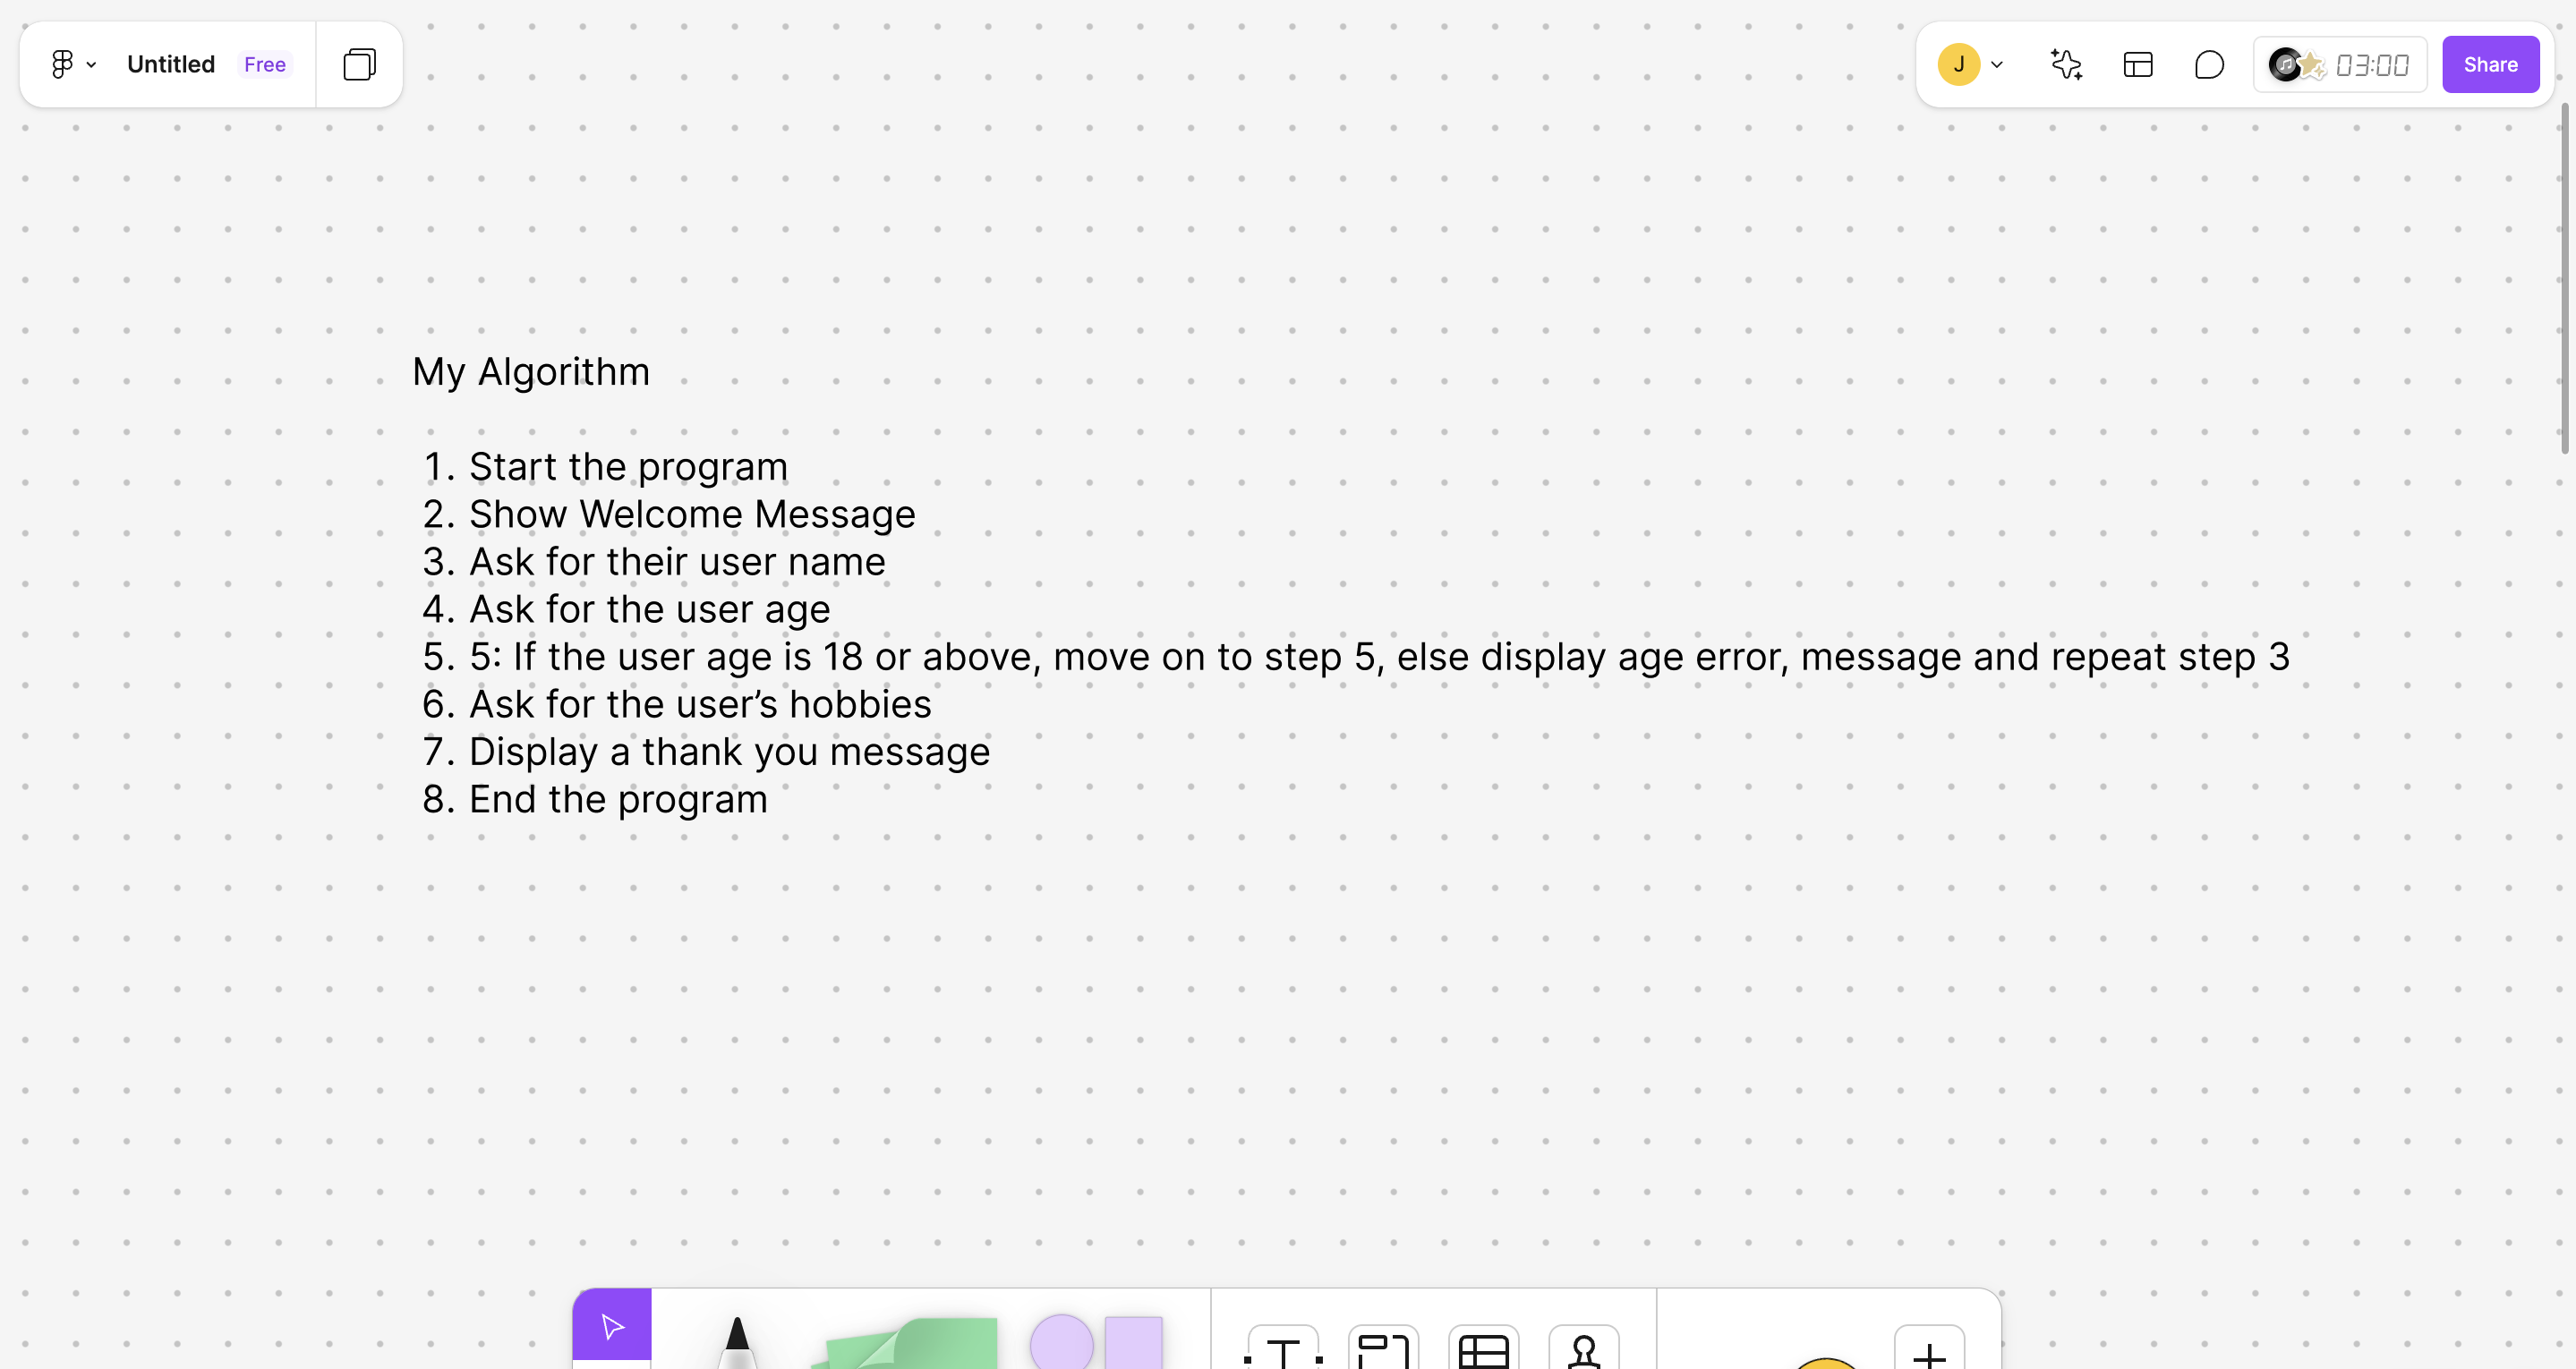 Untitled Free
J 03:00 Share
My Algorithm
1. Start the program
2. Show Welcome Message
3. Ask for their user name
4. Ask for the user age
5. 5: If the user age is 18 or above, move on to step 5, else display age error, message and repeat step 3
6. Ask for the user’s hobbies
7. Display a thank you message
8. End the program
T